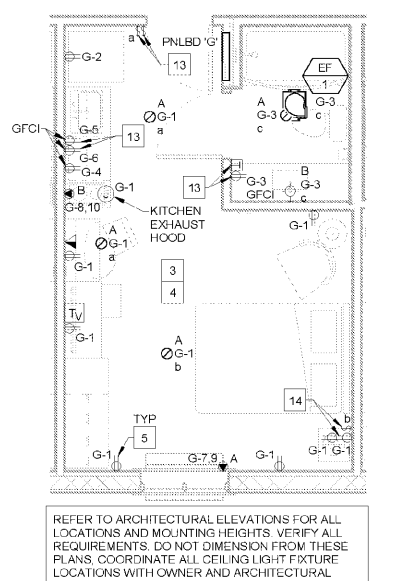 PNLBD 'G'
a
13
G-2
EF
1
A
G-1
a
A
G-3
c
G-3
c
GFCI
G-5
13
G-6
G-4
B
G-8,10
G-1
KITCHEN
EXHAUST
HOOD
13
G-3
GFCI
B
G-3
c
G-1
A
G-1
a
G-1
3
4
TV
G-1
A
G-1
b
14
b
G-1 G-1
TYP
5
G-1
G-7,9
A
G-1
REFER TO ARCHITECTURAL ELEVATIONS FOR ALL
LOCATIONS AND MOUNTING HEIGHTS. VERIFY ALL
REQUIREMENTS. DO NOT DIMENSION FROM THESE
PLANS, COORDINATE ALL CEILING LIGHT FIXTURE
LOCATIONS WITH OWNER AND ARCHITECTURAL